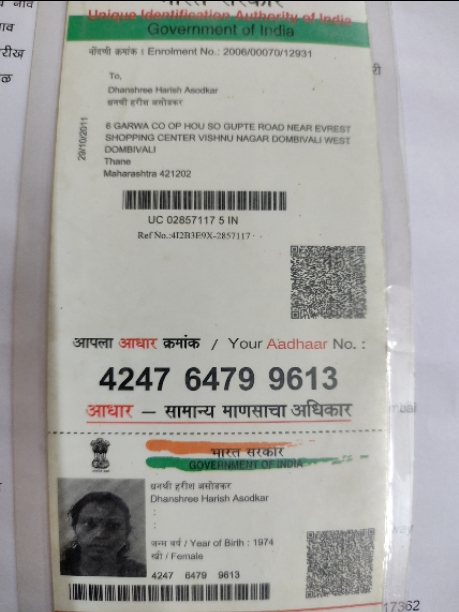 नाव
रीख
भारत सरकार
Unique Identification Authority of India
Government of India
नोंदणी क्रमांक : Enrolment No.: 2006/00070/12931
To,
Dhanshree Harish Asodkar
धनश्री हरीश असोडकर
29/10/2011
6 GARWA CO OP HOU SO GUPTE ROAD NEAR EVREST
SHOPPING CENTER VISHNU NAGAR DOMBIVALI WEST
DOMBIVALI
Thane
Maharashtra 421202
UC 02857117 5 IN
Ref No.:4I2B3E9X-2857117
आपला आधार क्रमांक / Your Aadhaar No. :
4247 6479 9613
आधार – सामान्य माणसाचा अधिकार
भारत सरकार
GOVERNMENT OF INDIA
धनश्री हरीश असोडकर
Dhanshree Harish Asodkar
जन्म वर्ष / Year of Birth : 1974
स्त्री / Female
4247 6479 9613
17362